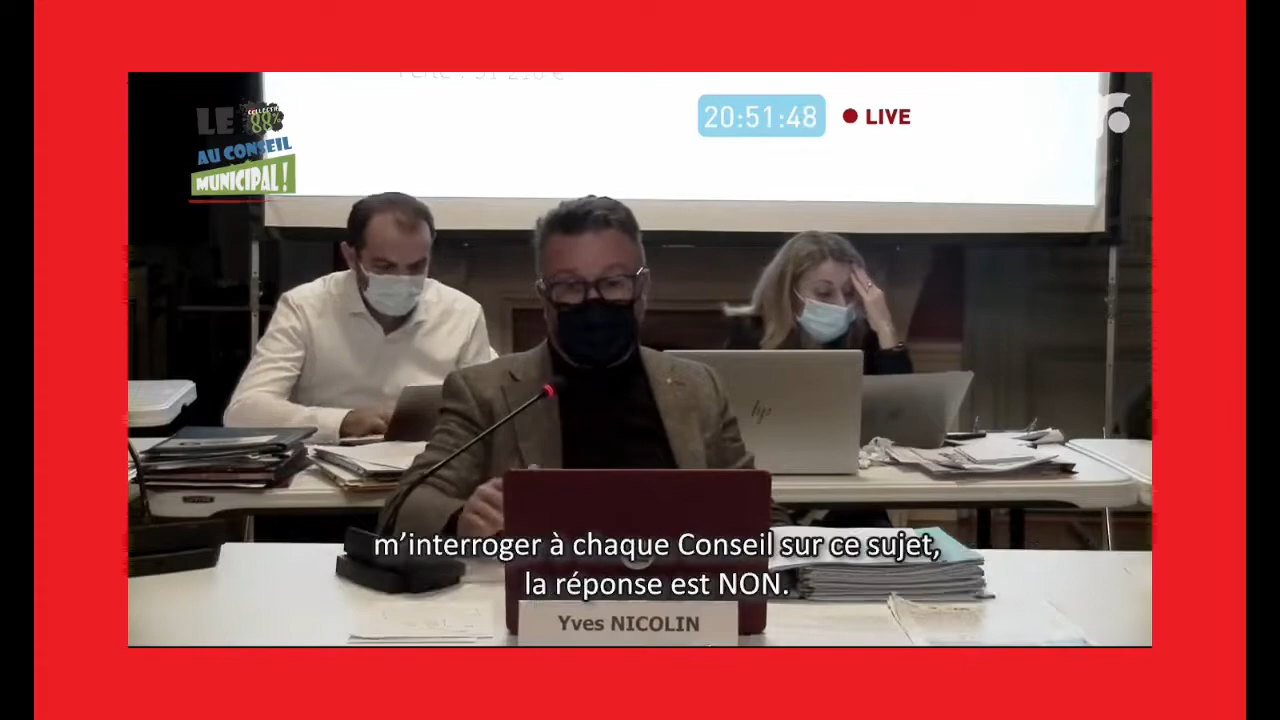 LE COLLECTIF
88%
AU CONSEIL
MUNICIPAL!
20:51:48 LIVE
hp
m’interroger à chaque Conseil sur ce sujet,
la réponse est NON.
Yves NICOLIN